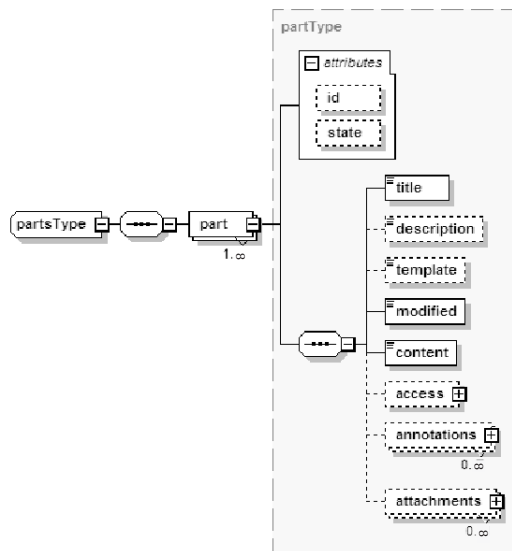 partType
attributes
id
state
partsType
part
1..∞
title
description
template
modified
content
access
annotations
0..∞
attachments
0..∞